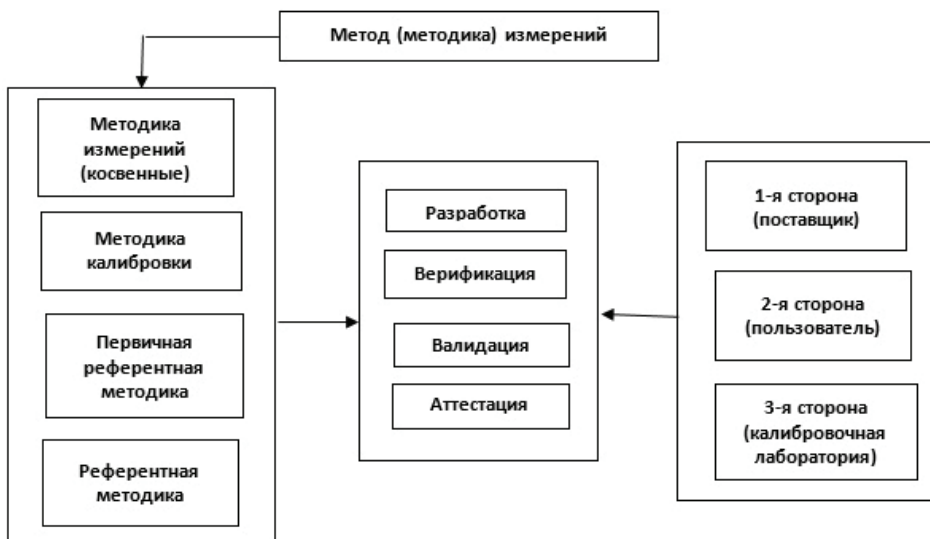 Метод (методика) измерений
Методика
измерений
(косвенные)
Методика
калибровки
Первичная
референтная
методика
Референтная
методика
Разработка
Верификация
Валидация
Аттестация
1-я сторона
(поставщик)
2-я сторона
(пользователь)
3-я сторона
(калибровочная
лаборатория)